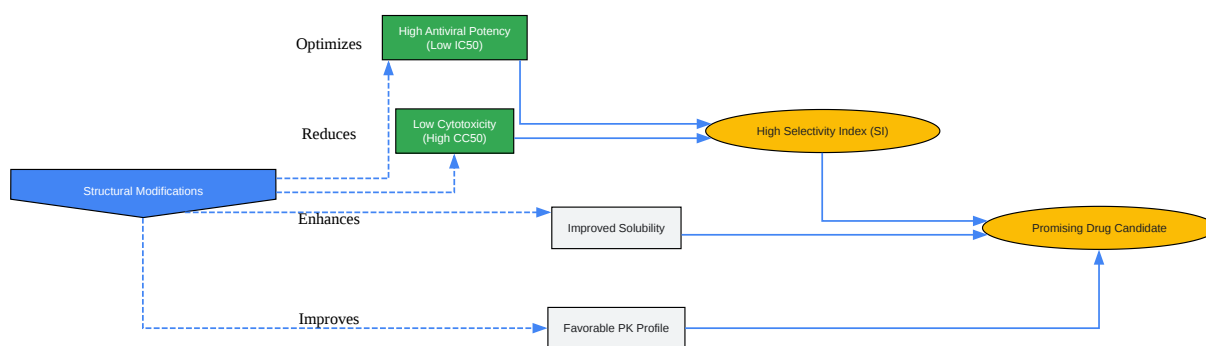 Optimizes
High Antiviral Potency
(Low IC50)
Reduces
Low Cytotoxicity
(High CC50)
High Selectivity Index (SI)
Structural Modifications
Enhances
Improved Solubility
Promising Drug Candidate
Improves
Favorable PK Profile